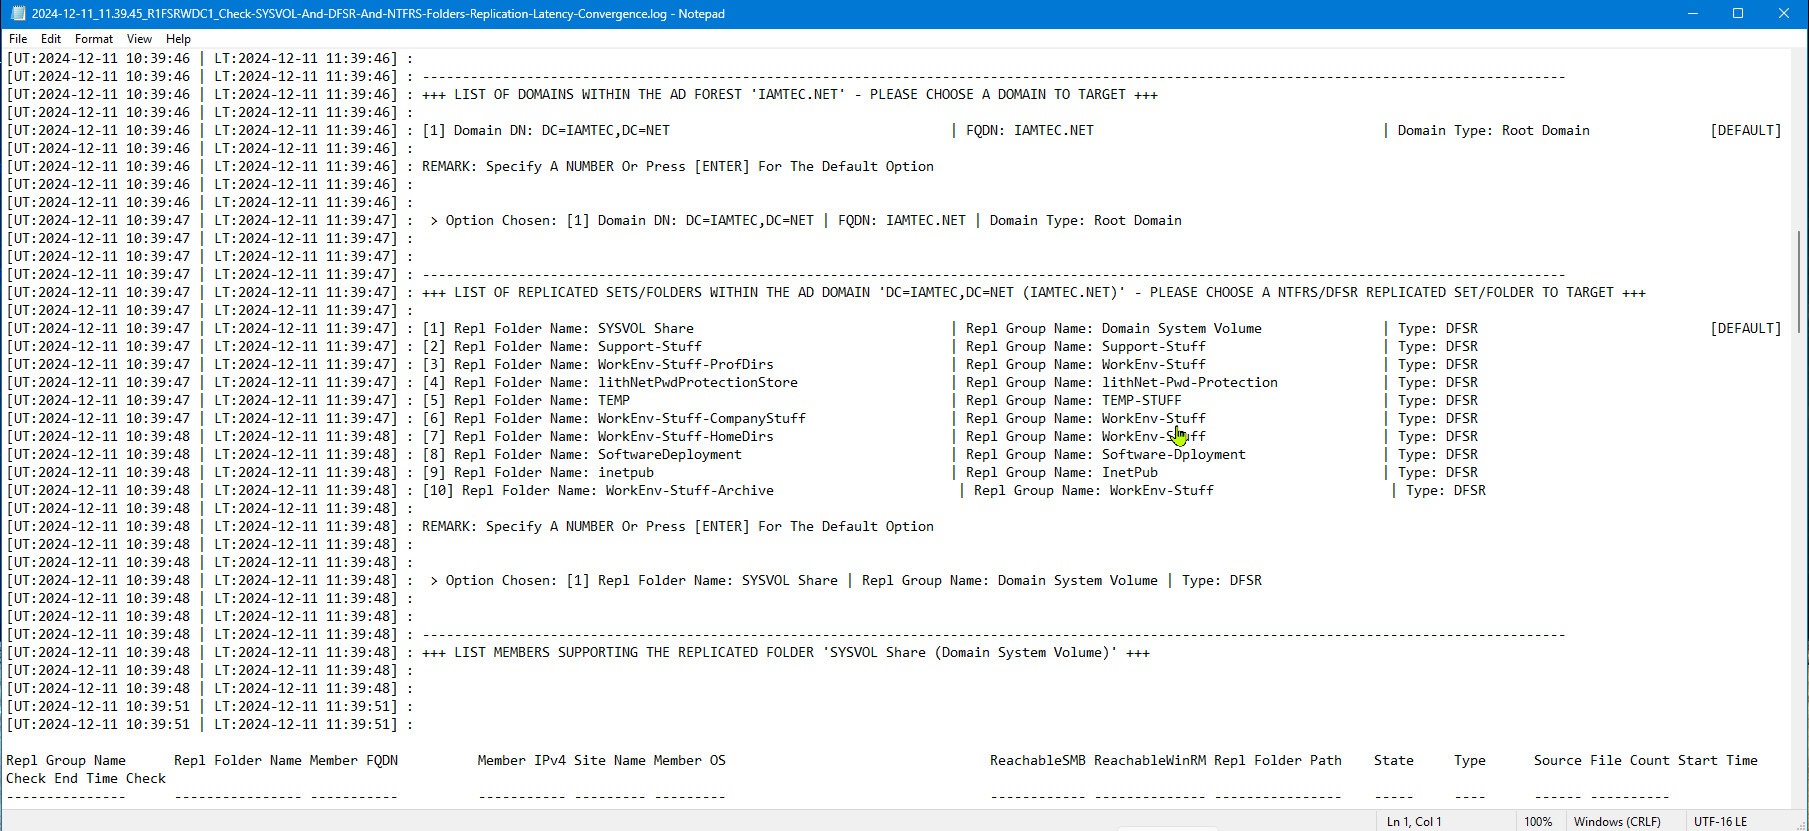 2024-12-11_11.39.45_R1FSRWDC1_Check-SYSVOL-And-DFSR-And-NTFRS-Folders-Replication-Latency-Convergence.log - Notepad
File Edit Format View Help
[UT:2024-12-11 10:39:46 | LT:2024-12-11 11:39:46] :
[UT:2024-12-11 10:39:46 | LT:2024-12-11 11:39:46] : -----------------------------------------------------------------------------------------------------------------------------------------------
[UT:2024-12-11 10:39:46 | LT:2024-12-11 11:39:46] : +++ LIST OF DOMAINS WITHIN THE AD FOREST 'IAMTEC.NET' - PLEASE CHOOSE A DOMAIN TO TARGET +++
[UT:2024-12-11 10:39:46 | LT:2024-12-11 11:39:46] :
[UT:2024-12-11 10:39:46 | LT:2024-12-11 11:39:46] : [1] Domain DN: DC=IAMTEC,DC=NET | FQDN: IAMTEC.NET | Domain Type: Root Domain [DEFAULT]
[UT:2024-12-11 10:39:46 | LT:2024-12-11 11:39:46] :
[UT:2024-12-11 10:39:46 | LT:2024-12-11 11:39:46] : REMARK: Specify A NUMBER Or Press [ENTER] For The Default Option
[UT:2024-12-11 10:39:46 | LT:2024-12-11 11:39:46] :
[UT:2024-12-11 10:39:46 | LT:2024-12-11 11:39:46] :
[UT:2024-12-11 10:39:47 | LT:2024-12-11 11:39:47] : > Option Chosen: [1] Domain DN: DC=IAMTEC,DC=NET | FQDN: IAMTEC.NET | Domain Type: Root Domain
[UT:2024-12-11 10:39:47 | LT:2024-12-11 11:39:47] :
[UT:2024-12-11 10:39:47 | LT:2024-12-11 11:39:47] :
[UT:2024-12-11 10:39:47 | LT:2024-12-11 11:39:47] : -----------------------------------------------------------------------------------------------------------------------------------------------
[UT:2024-12-11 10:39:47 | LT:2024-12-11 11:39:47] : +++ LIST OF REPLICATED SETS/FOLDERS WITHIN THE AD DOMAIN 'DC=IAMTEC,DC=NET (IAMTEC.NET)' - PLEASE CHOOSE A NTFRS/DFSR REPLICATED SET/FOLDER TO TARGET +++
[UT:2024-12-11 10:39:47 | LT:2024-12-11 11:39:47] :
[UT:2024-12-11 10:39:47 | LT:2024-12-11 11:39:47] : [1] Repl Folder Name: SYSVOL Share | Repl Group Name: Domain System Volume | Type: DFSR [DEFAULT]
[UT:2024-12-11 10:39:47 | LT:2024-12-11 11:39:47] : [2] Repl Folder Name: Support-Stuff | Repl Group Name: Support-Stuff | Type: DFSR
[UT:2024-12-11 10:39:47 | LT:2024-12-11 11:39:47] : [3] Repl Folder Name: WorkEnv-Stuff-ProfDirs | Repl Group Name: WorkEnv-Stuff | Type: DFSR
[UT:2024-12-11 10:39:47 | LT:2024-12-11 11:39:47] : [4] Repl Folder Name: lithNetPwdProtectionStore | Repl Group Name: lithNet-Pwd-Protection | Type: DFSR
[UT:2024-12-11 10:39:47 | LT:2024-12-11 11:39:47] : [5] Repl Folder Name: TEMP | Repl Group Name: TEMP-STUFF | Type: DFSR
[UT:2024-12-11 10:39:47 | LT:2024-12-11 11:39:47] : [6] Repl Folder Name: WorkEnv-Stuff-CompanyStuff | Repl Group Name: WorkEnv-Stuff | Type: DFSR
[UT:2024-12-11 10:39:48 | LT:2024-12-11 11:39:48] : [7] Repl Folder Name: WorkEnv-Stuff-HomeDirs | Repl Group Name: WorkEnv-Stuff | Type: DFSR
[UT:2024-12-11 10:39:48 | LT:2024-12-11 11:39:48] : [8] Repl Folder Name: SoftwareDeployment | Repl Group Name: Software-Dployment | Type: DFSR
[UT:2024-12-11 10:39:48 | LT:2024-12-11 11:39:48] : [9] Repl Folder Name: inetpub | Repl Group Name: InetPub | Type: DFSR
[UT:2024-12-11 10:39:48 | LT:2024-12-11 11:39:48] : [10] Repl Folder Name: WorkEnv-Stuff-Archive | Repl Group Name: WorkEnv-Stuff | Type: DFSR
[UT:2024-12-11 10:39:48 | LT:2024-12-11 11:39:48] :
[UT:2024-12-11 10:39:48 | LT:2024-12-11 11:39:48] : REMARK: Specify A NUMBER Or Press [ENTER] For The Default Option
[UT:2024-12-11 10:39:48 | LT:2024-12-11 11:39:48] :
[UT:2024-12-11 10:39:48 | LT:2024-12-11 11:39:48] :
[UT:2024-12-11 10:39:48 | LT:2024-12-11 11:39:48] : > Option Chosen: [1] Repl Folder Name: SYSVOL Share | Repl Group Name: Domain System Volume | Type: DFSR
[UT:2024-12-11 10:39:48 | LT:2024-12-11 11:39:48] :
[UT:2024-12-11 10:39:48 | LT:2024-12-11 11:39:48] :
[UT:2024-12-11 10:39:48 | LT:2024-12-11 11:39:48] : -----------------------------------------------------------------------------------------------------------------------------------------------
[UT:2024-12-11 10:39:48 | LT:2024-12-11 11:39:48] : +++ LIST MEMBERS SUPPORTING THE REPLICATED FOLDER 'SYSVOL Share (Domain System Volume)' +++
[UT:2024-12-11 10:39:48 | LT:2024-12-11 11:39:48] :
[UT:2024-12-11 10:39:48 | LT:2024-12-11 11:39:48] :
[UT:2024-12-11 10:39:51 | LT:2024-12-11 11:39:51] :
[UT:2024-12-11 10:39:51 | LT:2024-12-11 11:39:51] :
Repl Group Name Repl Folder Name Member FQDN Member IPv4 Site Name Member OS ReachableSMB ReachableWinRM Repl Folder Path State Type Source File Count Start Time
Check End Time Check
--------------- ---------------- ----------- ----------- --------- --------- ------------ -------------- ---------------- ----- ---- ------ ----------
Ln 1, Col 1 100% Windows (CRLF) UTF-16 LE